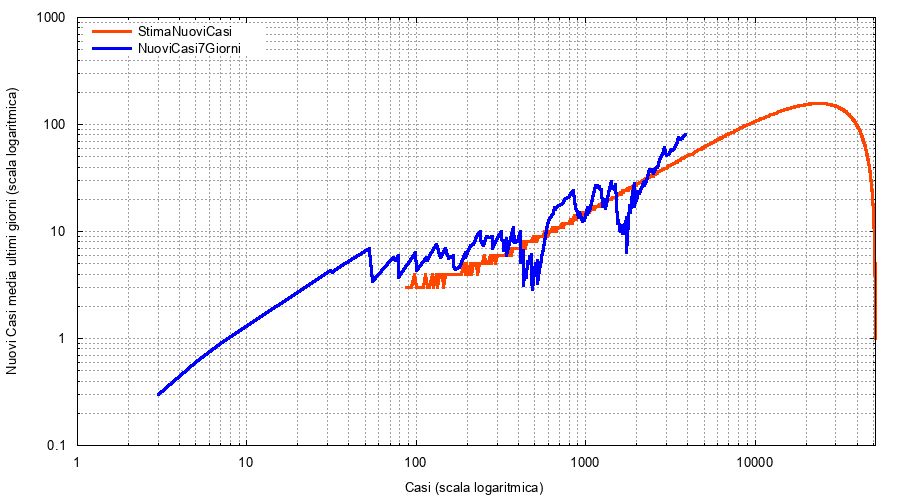 1000
100
10
1
0.1
StimaNuoviCasi
NuoviCasi7Giorni
Nuovi Casi media ultimi giorni (scala logaritmica)
1 10 100 1000 10000
Casi (scala logaritmica)